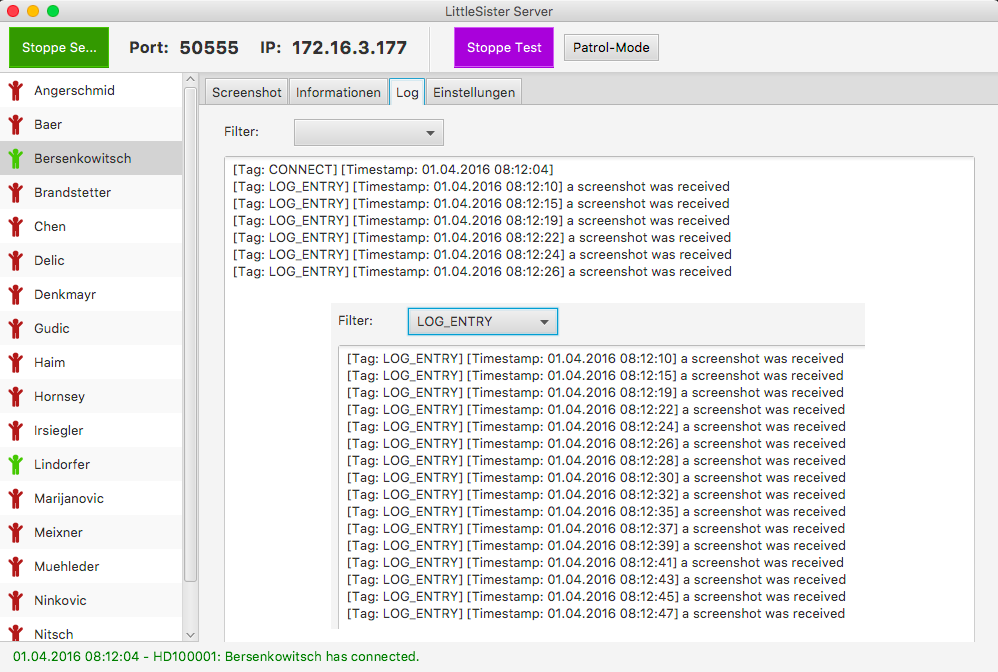 LittleSister Server
Stoppe Se... Port: 50555 IP: 172.16.3.177 Stoppe Test Patrol-Mode
Angerschmid
Baer
Bersenkowitsch
Brandstetter
Chen
Delic
Denkmayr
Gudic
Haim
Hornsey
Irsiegler
Lindorfer
Marijanovic
Meixner
Muehleder
Ninkovic
Nitsch
Screenshot Informationen Log Einstellungen
Filter:
[Tag: CONNECT] [Timestamp: 01.04.2016 08:12:04]
[Tag: LOG_ENTRY] [Timestamp: 01.04.2016 08:12:10] a screenshot was received
[Tag: LOG_ENTRY] [Timestamp: 01.04.2016 08:12:15] a screenshot was received
[Tag: LOG_ENTRY] [Timestamp: 01.04.2016 08:12:19] a screenshot was received
[Tag: LOG_ENTRY] [Timestamp: 01.04.2016 08:12:22] a screenshot was received
[Tag: LOG_ENTRY] [Timestamp: 01.04.2016 08:12:24] a screenshot was received
[Tag: LOG_ENTRY] [Timestamp: 01.04.2016 08:12:26] a screenshot was received
Filter: LOG_ENTRY
[Tag: LOG_ENTRY] [Timestamp: 01.04.2016 08:12:10] a screenshot was received
[Tag: LOG_ENTRY] [Timestamp: 01.04.2016 08:12:15] a screenshot was received
[Tag: LOG_ENTRY] [Timestamp: 01.04.2016 08:12:19] a screenshot was received
[Tag: LOG_ENTRY] [Timestamp: 01.04.2016 08:12:22] a screenshot was received
[Tag: LOG_ENTRY] [Timestamp: 01.04.2016 08:12:24] a screenshot was received
[Tag: LOG_ENTRY] [Timestamp: 01.04.2016 08:12:26] a screenshot was received
[Tag: LOG_ENTRY] [Timestamp: 01.04.2016 08:12:28] a screenshot was received
[Tag: LOG_ENTRY] [Timestamp: 01.04.2016 08:12:30] a screenshot was received
[Tag: LOG_ENTRY] [Timestamp: 01.04.2016 08:12:32] a screenshot was received
[Tag: LOG_ENTRY] [Timestamp: 01.04.2016 08:12:35] a screenshot was received
[Tag: LOG_ENTRY] [Timestamp: 01.04.2016 08:12:37] a screenshot was received
[Tag: LOG_ENTRY] [Timestamp: 01.04.2016 08:12:39] a screenshot was received
[Tag: LOG_ENTRY] [Timestamp: 01.04.2016 08:12:41] a screenshot was received
[Tag: LOG_ENTRY] [Timestamp: 01.04.2016 08:12:43] a screenshot was received
[Tag: LOG_ENTRY] [Timestamp: 01.04.2016 08:12:45] a screenshot was received
[Tag: LOG_ENTRY] [Timestamp: 01.04.2016 08:12:47] a screenshot was received
01.04.2016 08:12:04 - HD100001: Bersenkowitsch has connected.